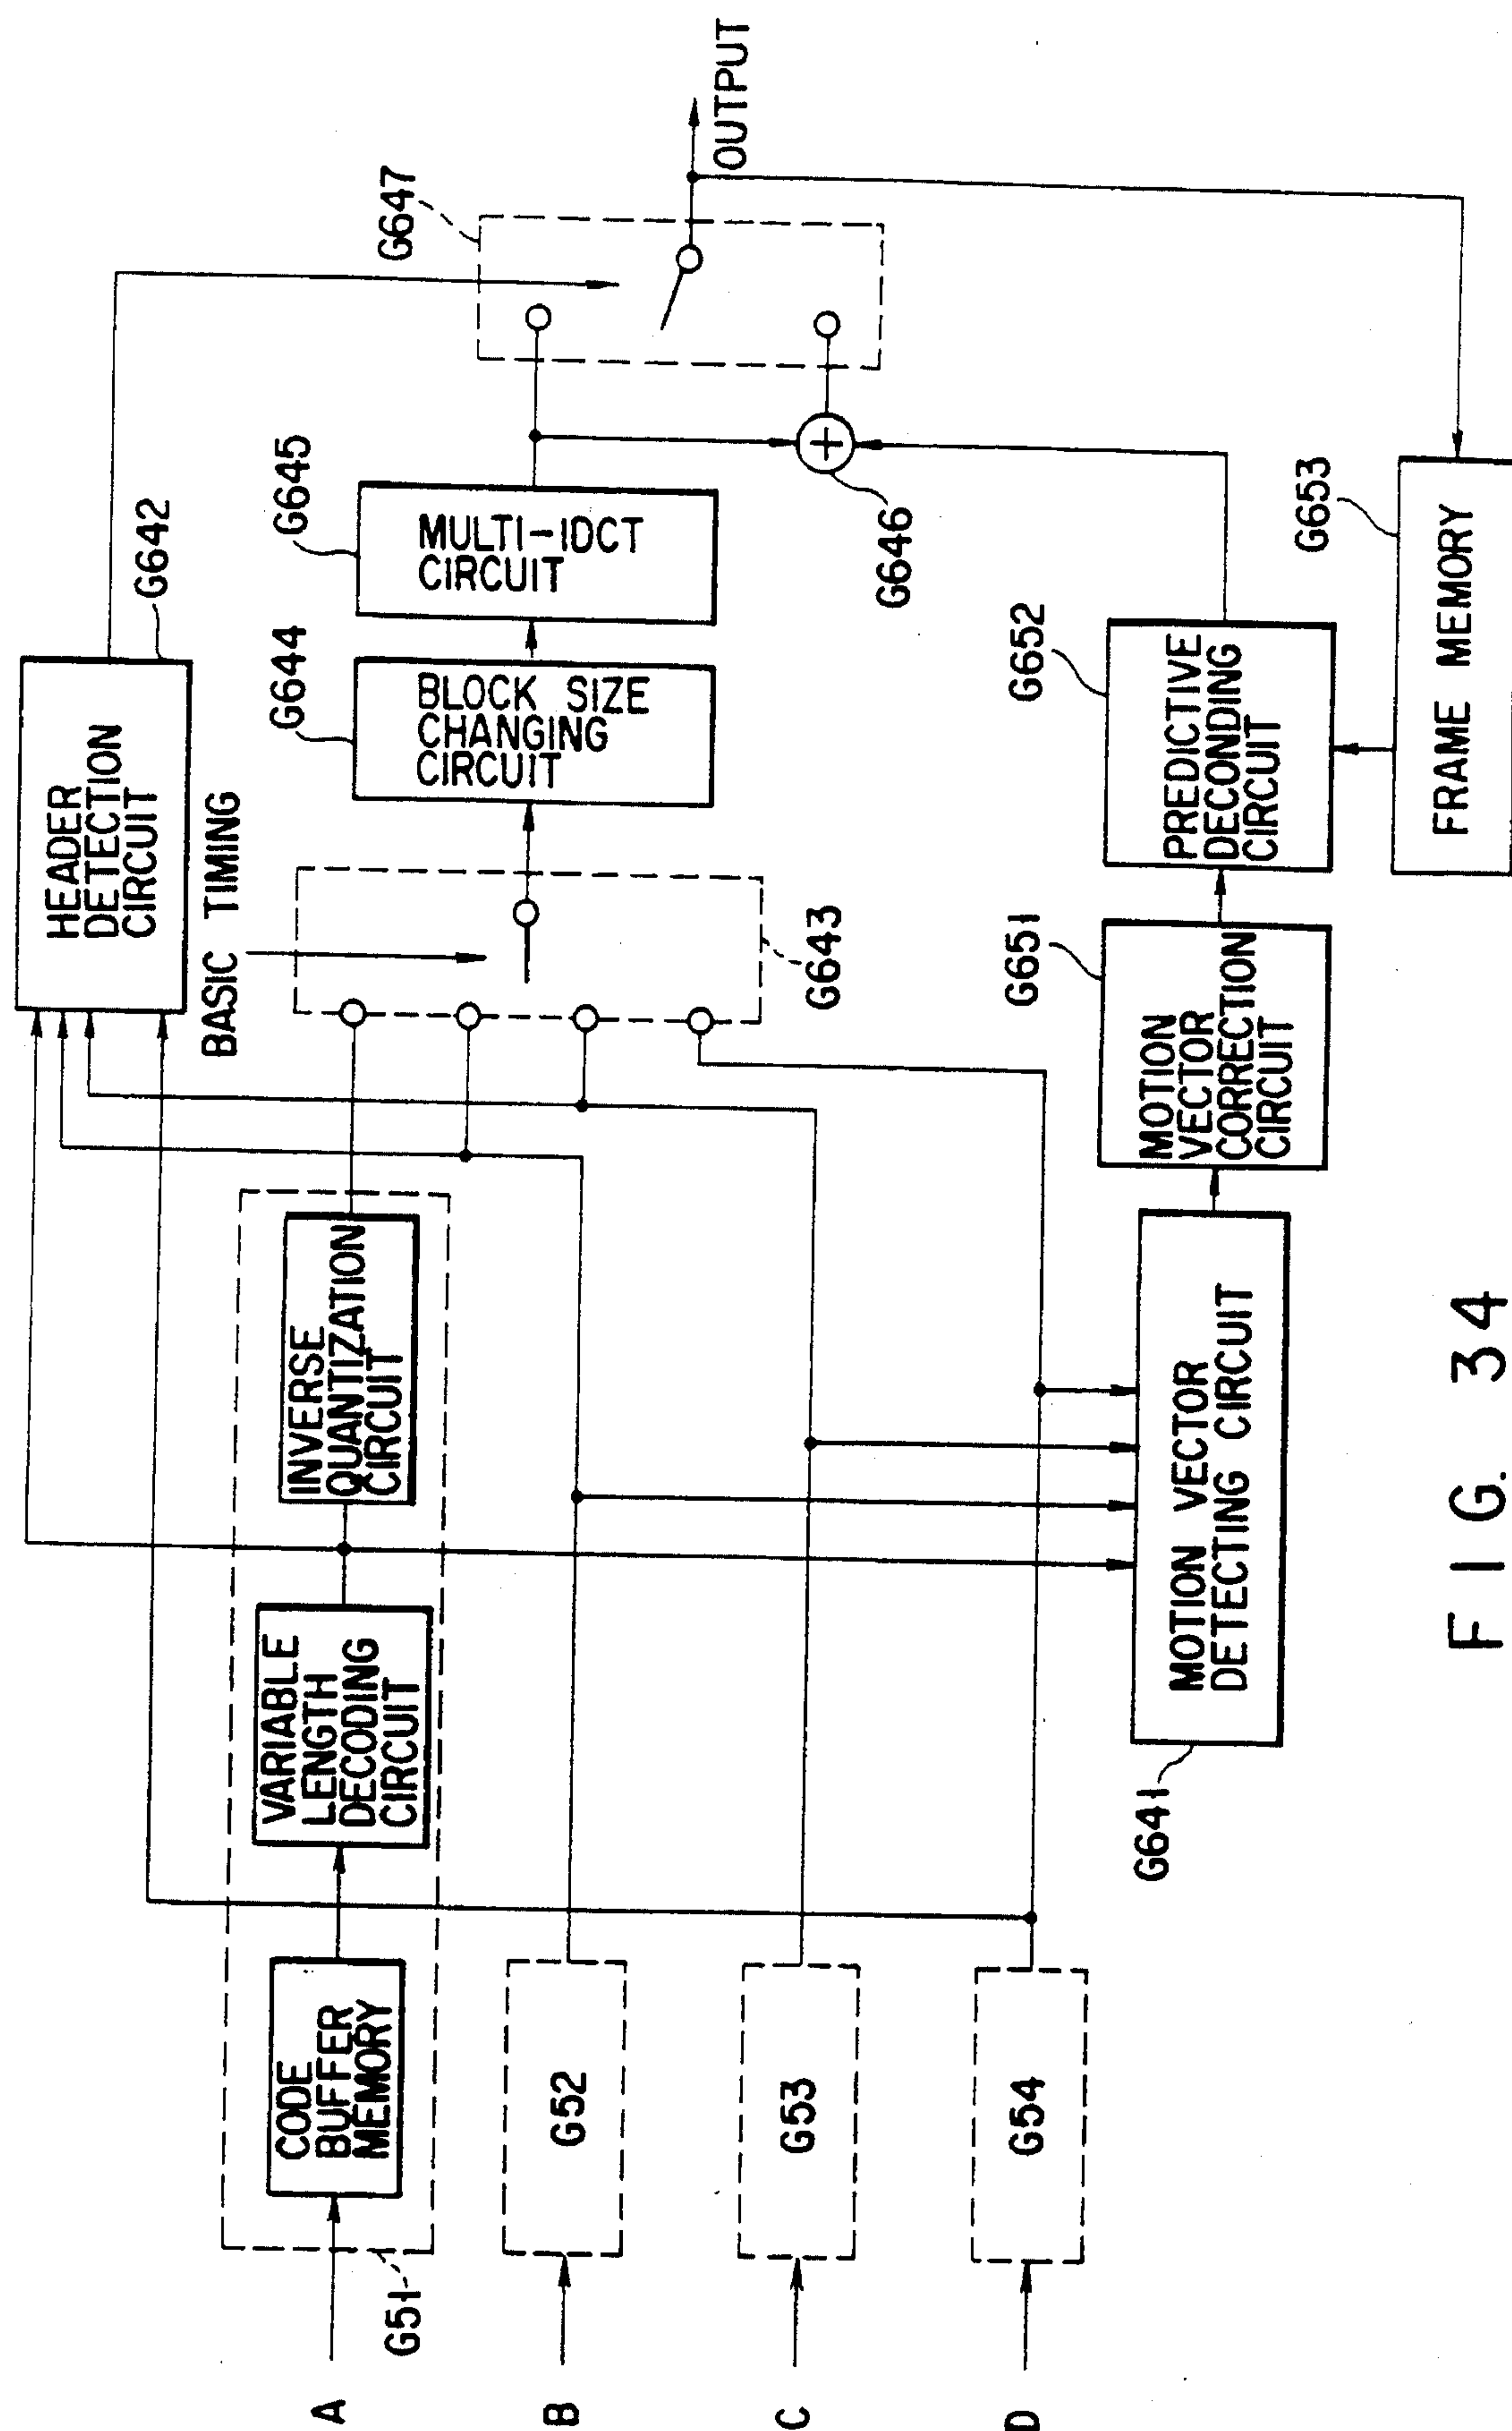 HEADER
DETECTION
CIRCUIT
G642
BASIC TIMING
G647
OUTPUT
G51
A
CODE
BUFFER
MEMORY
VARIABLE
LENGTH
DECODING
CIRCUIT
INVERSE
QUANTIZATION
CIRCUIT
G644
BLOCK SIZE
CHANGING
CIRCUIT
G645
MULTI-IDCT
CIRCUIT
B
G52
C
G53
D
G54
G643
G646
+
G641
MOTION VECTOR
DETECTING CIRCUIT
G651
MOTION
VECTOR
CORRECTION
CIRCUIT
G652
PREDICTIVE
DECONDING
CIRCUIT
G653
FRAME MEMORY
FIG. 34